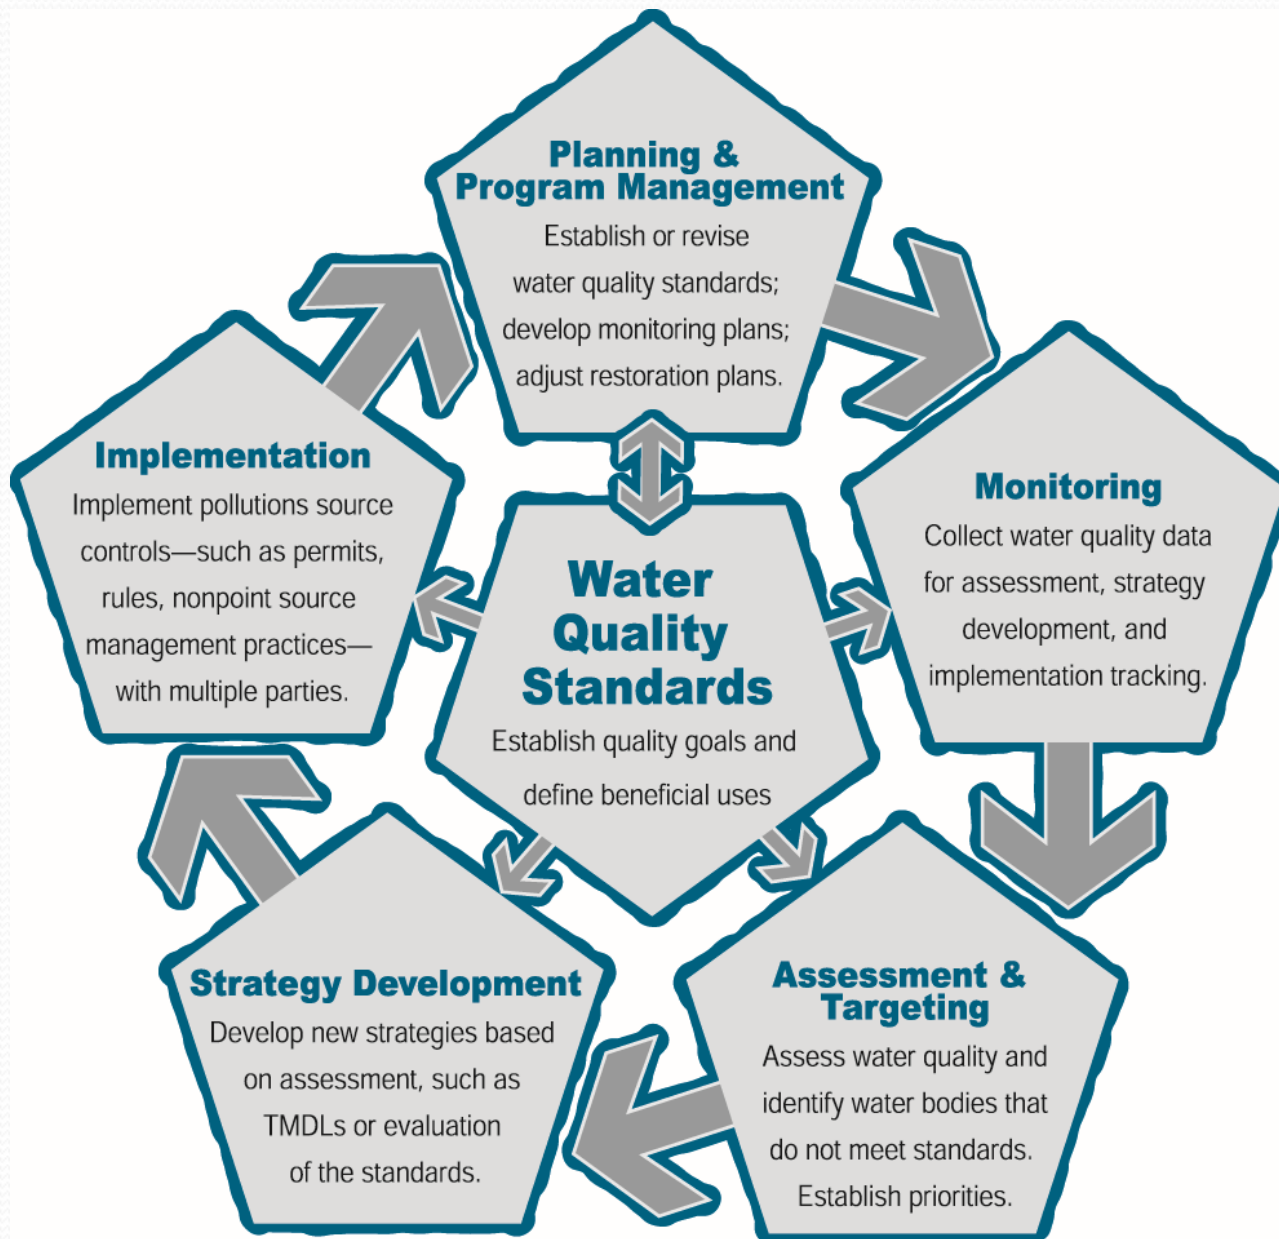 Planning &
Program Management
Establish or revise
water quality standards;
develop monitoring plans;
adjust restoration plans.
Implementation
Implement pollutions source
controls—such as permits,
rules, nonpoint source
management practices—
with multiple parties.
Monitoring
Collect water quality data
for assessment, strategy
development, and
implementation tracking.
Water
Quality
Standards
Establish quality goals and
define beneficial uses
Strategy Development
Develop new strategies based
on assessment, such as
TMDLs or evaluation
of the standards.
Assessment &
Targeting
Assess water quality and
identify water bodies that
do not meet standards.
Establish priorities.